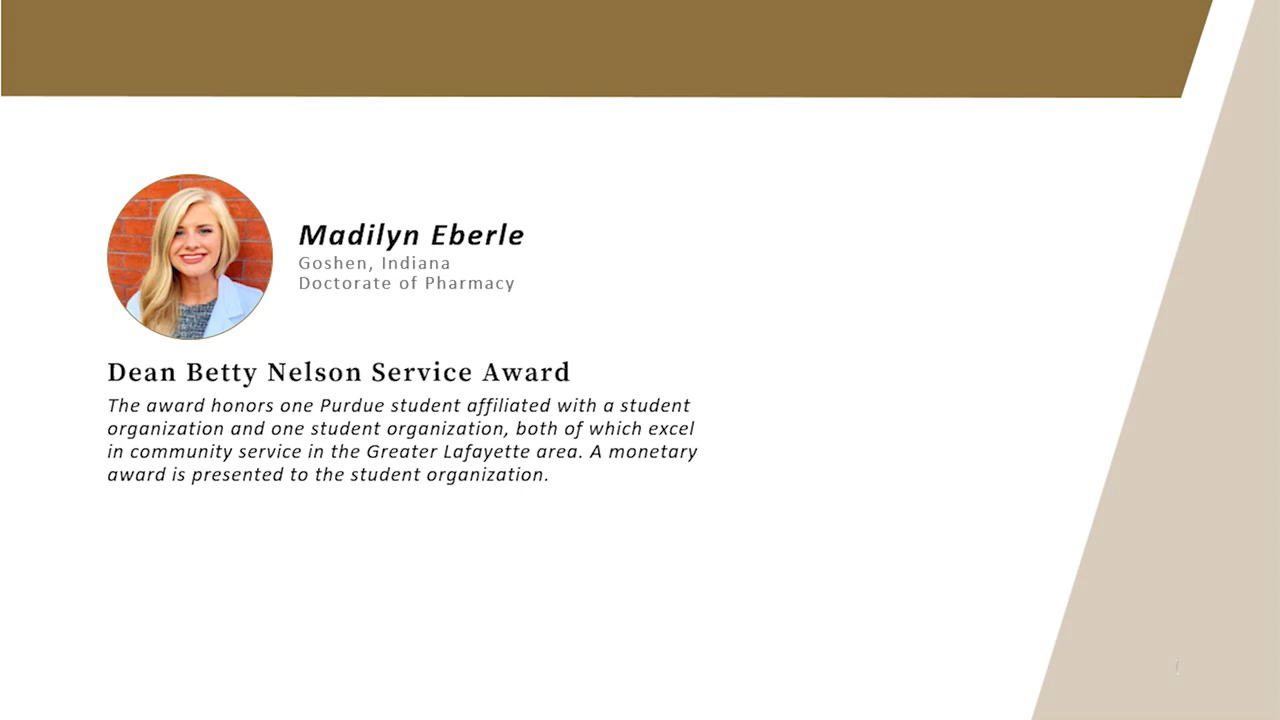 Madilyn Eberle
Goshen, Indiana
Doctorate of Pharmacy
Dean Betty Nelson Service Award
The award honors one Purdue student affiliated with a student
organization and one student organization, both of which excel
in community service in the Greater Lafayette area. A monetary
award is presented to the student organization.